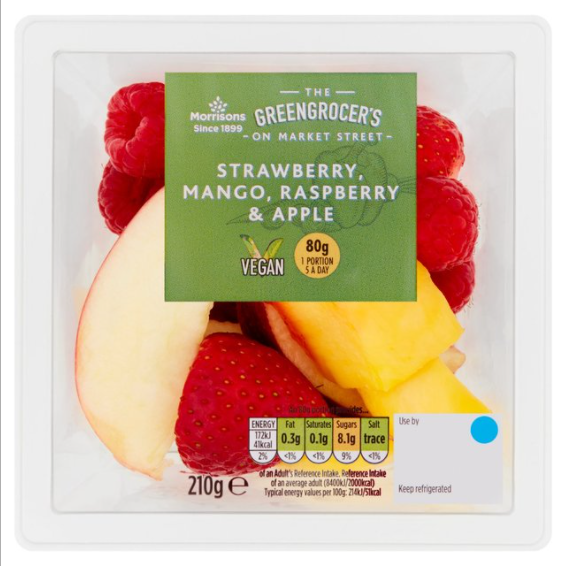 THE
GREENGROCER'S
ON MARKET STREET
Morrisons
Since 1899
STRAWBERRY,
MANGO, RASPBERRY
& APPLE
VEGAN
80g
1 PORTION
5 A DAY
ENERGY Fat Saturates Sugars Salt
172kJ
41kcal 0.3g 0.1g 8.1g trace
2% <1% <1% 9% <1%
of an Adult's Reference Intake, Reference Intake
of an average adult (8400kJ/2000kcal)
Typical energy values per 100g: 214kJ/51kcal
210g e
Use by
Keep refrigerated